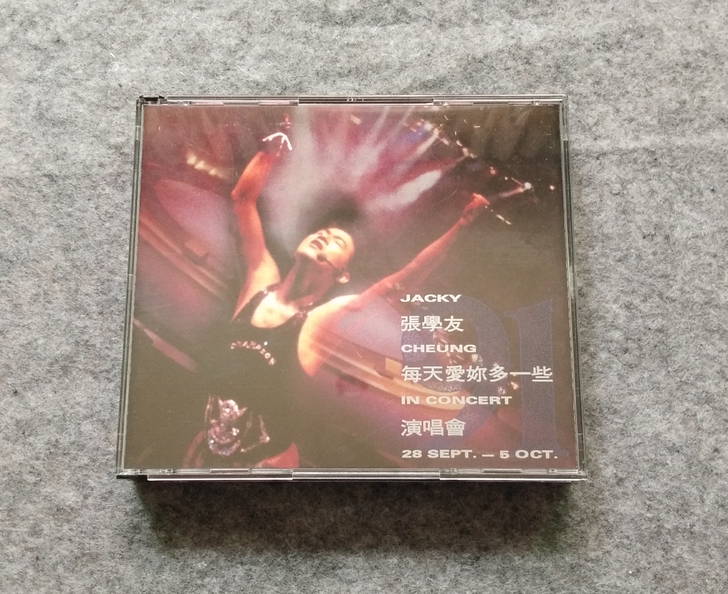 JACKY
張學友
CHEUNG
每天愛妳多一些
IN CONCERT
演唱會
28 SEPT. — 5 OCT.
91